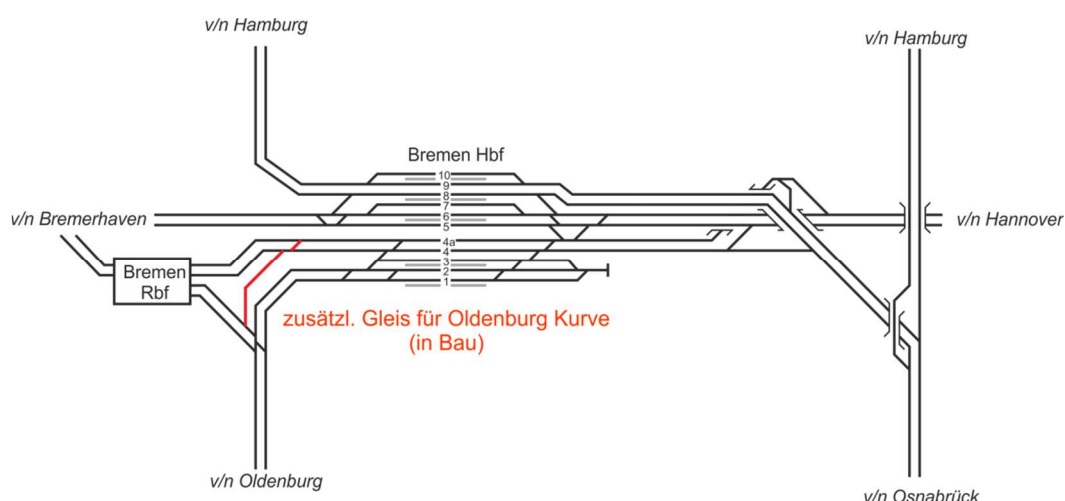 v/n Hamburg
v/n Hamburg
Bremen Hbf
10
9
8
7
6
5
4a
4
3
2
1
v/n Bremerhaven
v/n Hannover
Bremen
Rbf
zusätzl. Gleis für Oldenburg Kurve
(in Bau)
v/n Oldenburg
v/n Osnabrück